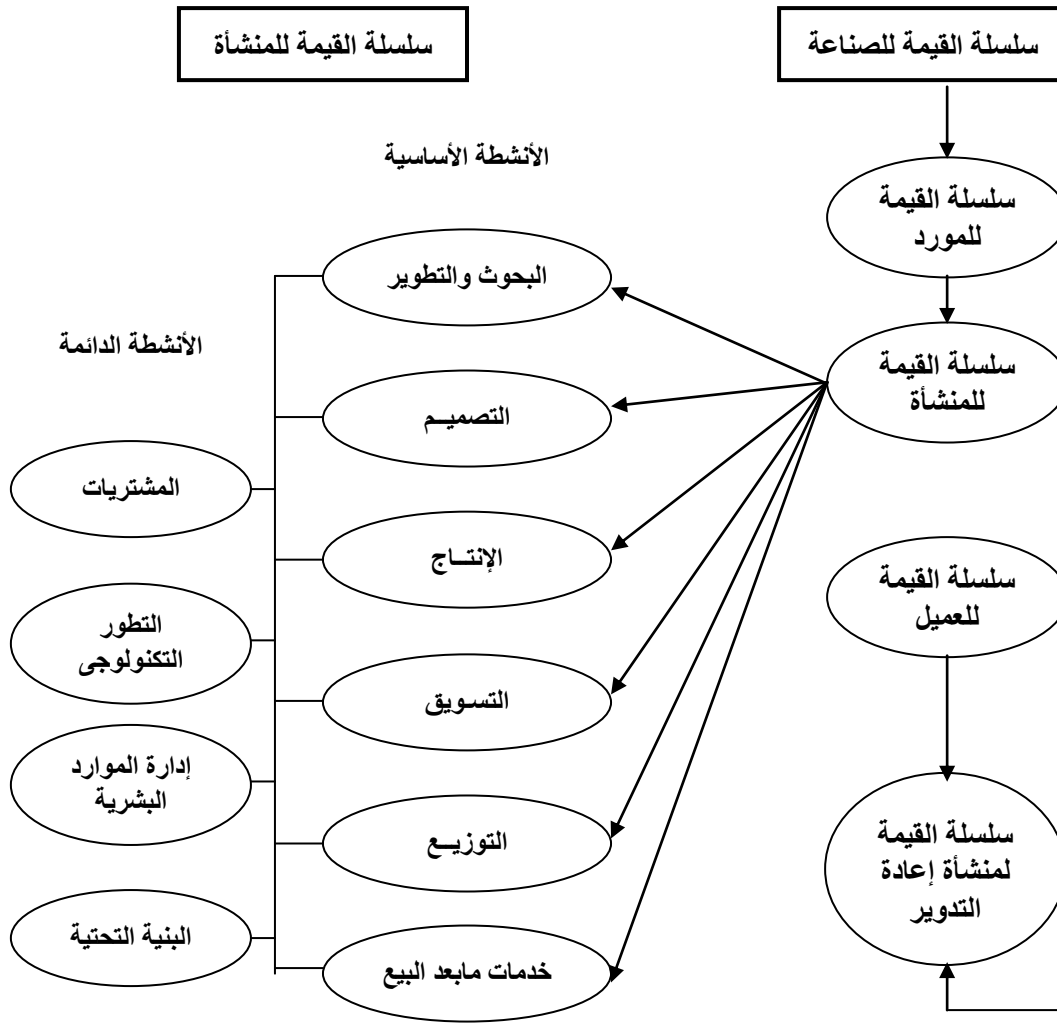 سلسلة القيمة للصناعة
سلسلة القيمة للمنشأة
الأنشطة الأساسية
سلسلة القيمة
للمورد
البحوث والتطوير
الأنشطة الدائمة
سلسلة القيمة
للمنشأة
التصميــم
المشتريات
الإنتــاج
سلسلة القيمة
للعميل
التطور
التكنولوجى
التسـويق
إدارة الموارد
البشرية
التوزيــع
سلسلة القيمة
لمنشأة إعادة
التدوير
البنية التحتية
خدمات مابعد البيع